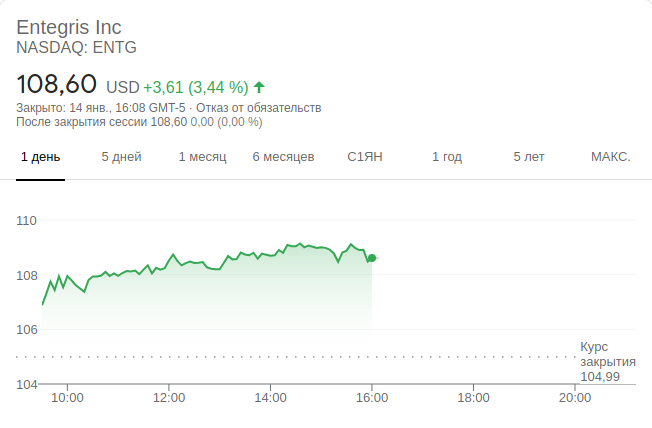 Entegris Inc
NASDAQ: ENTG
108,60 USD +3,61 (3,44 %)
Закрыто: 14 янв., 16:08 GMT-5 · Отказ от обязательств
После закрытия сессии 108,60 0,00 (0,00 %)
1 день 5 дней 1 месяц 6 месяцев С1ЯН 1 год 5 лет МАКС.
110
108
106
Курс
закрытия
104,99
104
10:00 12:00 14:00 16:00 18:00 20:00